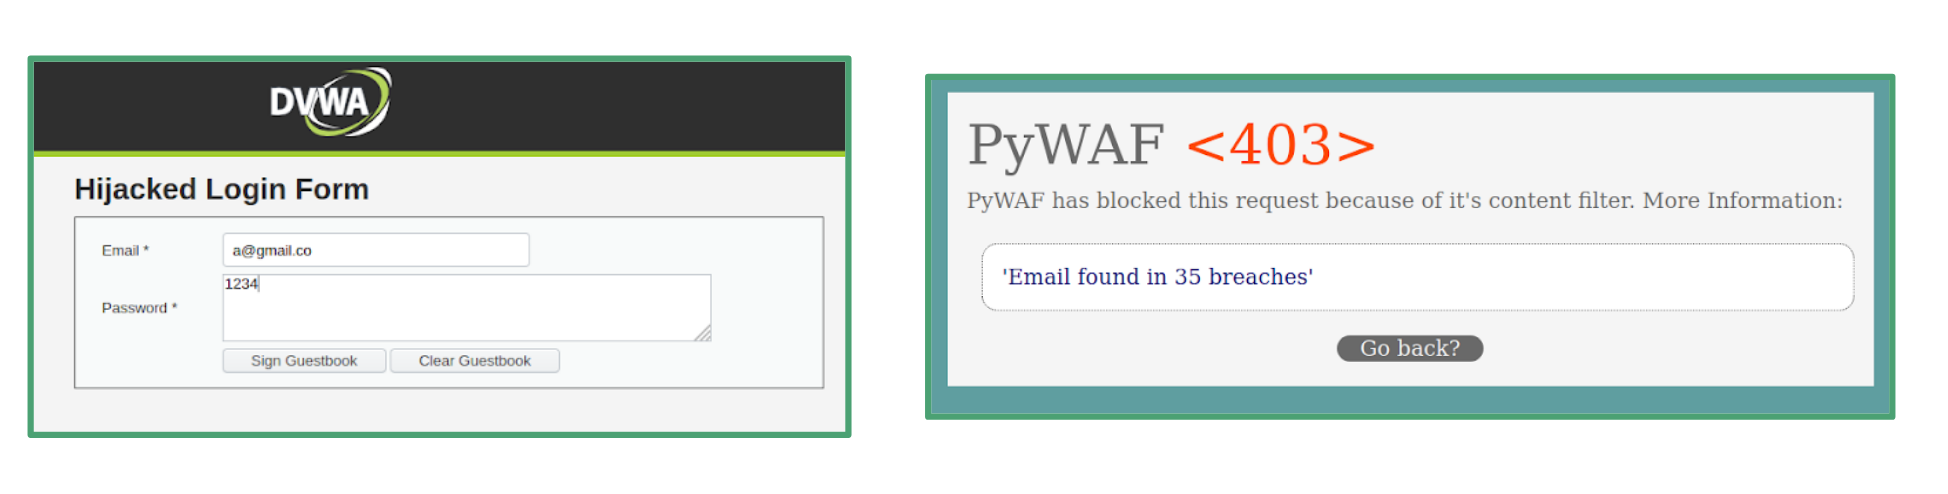 DVWA
Hijacked Login Form
Email * a@gmail.co
Password * 1234
Sign Guestbook Clear Guestbook
PyWAF <403>
PyWAF has blocked this request because of it's content filter. More Information:
'Email found in 35 breaches'
Go back?